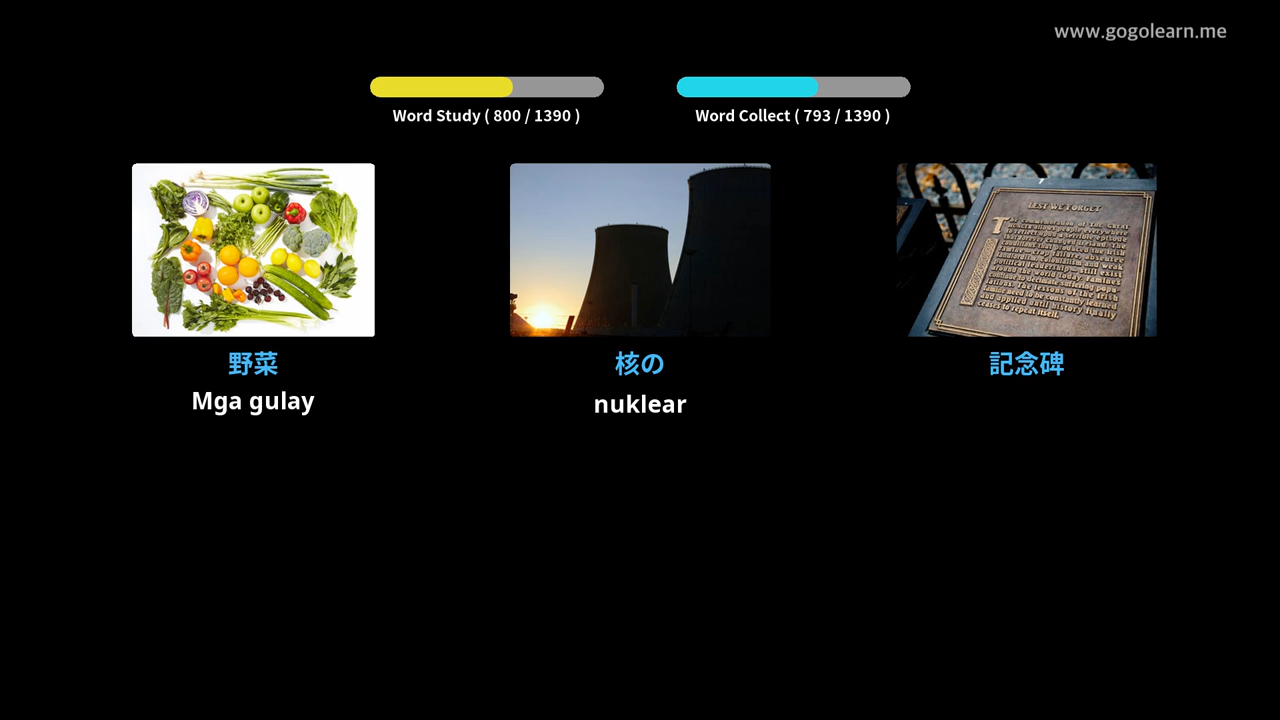 www.gogolearn.me
Word Study ( 800 / 1390 )
Word Collect ( 793 / 1390 )
LEST WE FORGET
野菜
核の
記念碑
Mga gulay
nuklear